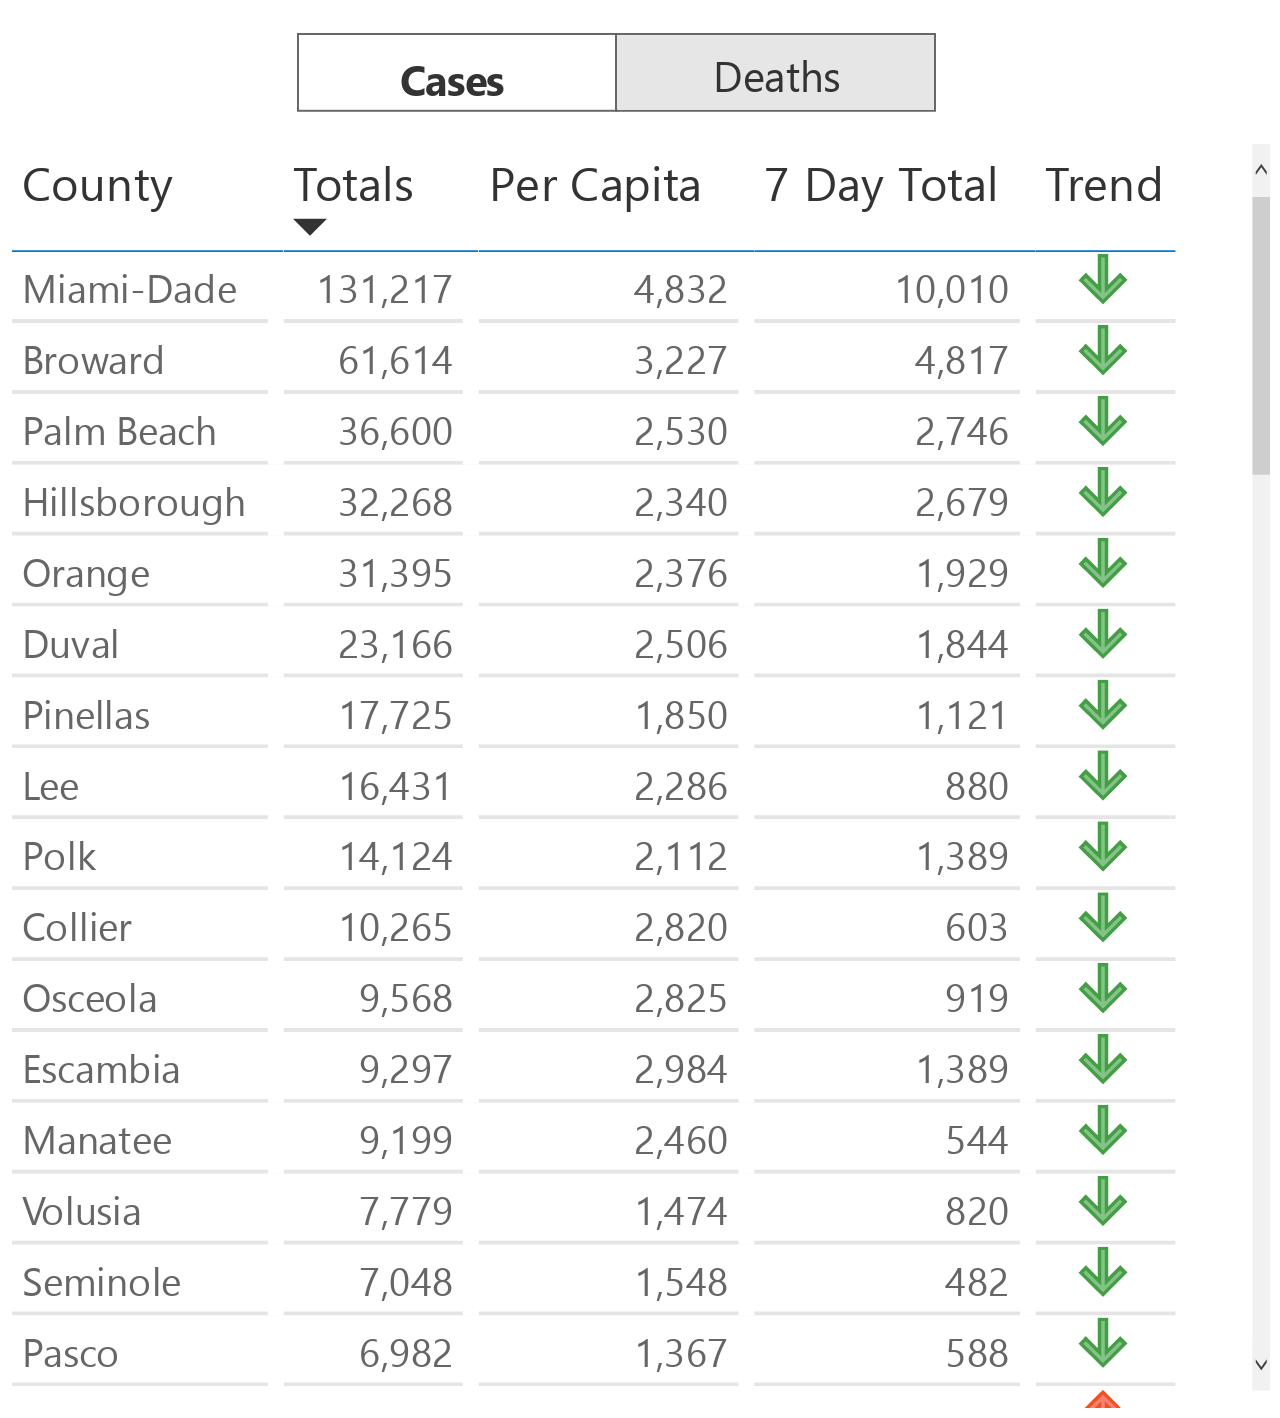 Cases Deaths
County Totals Per Capita 7 Day Total Trend
Miami-Dade 131,217 4,832 10,010
Broward 61,614 3,227 4,817
Palm Beach 36,600 2,530 2,746
Hillsborough 32,268 2,340 2,679
Orange 31,395 2,376 1,929
Duval 23,166 2,506 1,844
Pinellas 17,725 1,850 1,121
Lee 16,431 2,286 880
Polk 14,124 2,112 1,389
Collier 10,265 2,820 603
Osceola 9,568 2,825 919
Escambia 9,297 2,984 1,389
Manatee 9,199 2,460 544
Volusia 7,779 1,474 820
Seminole 7,048 1,548 482
Pasco 6,982 1,367 588